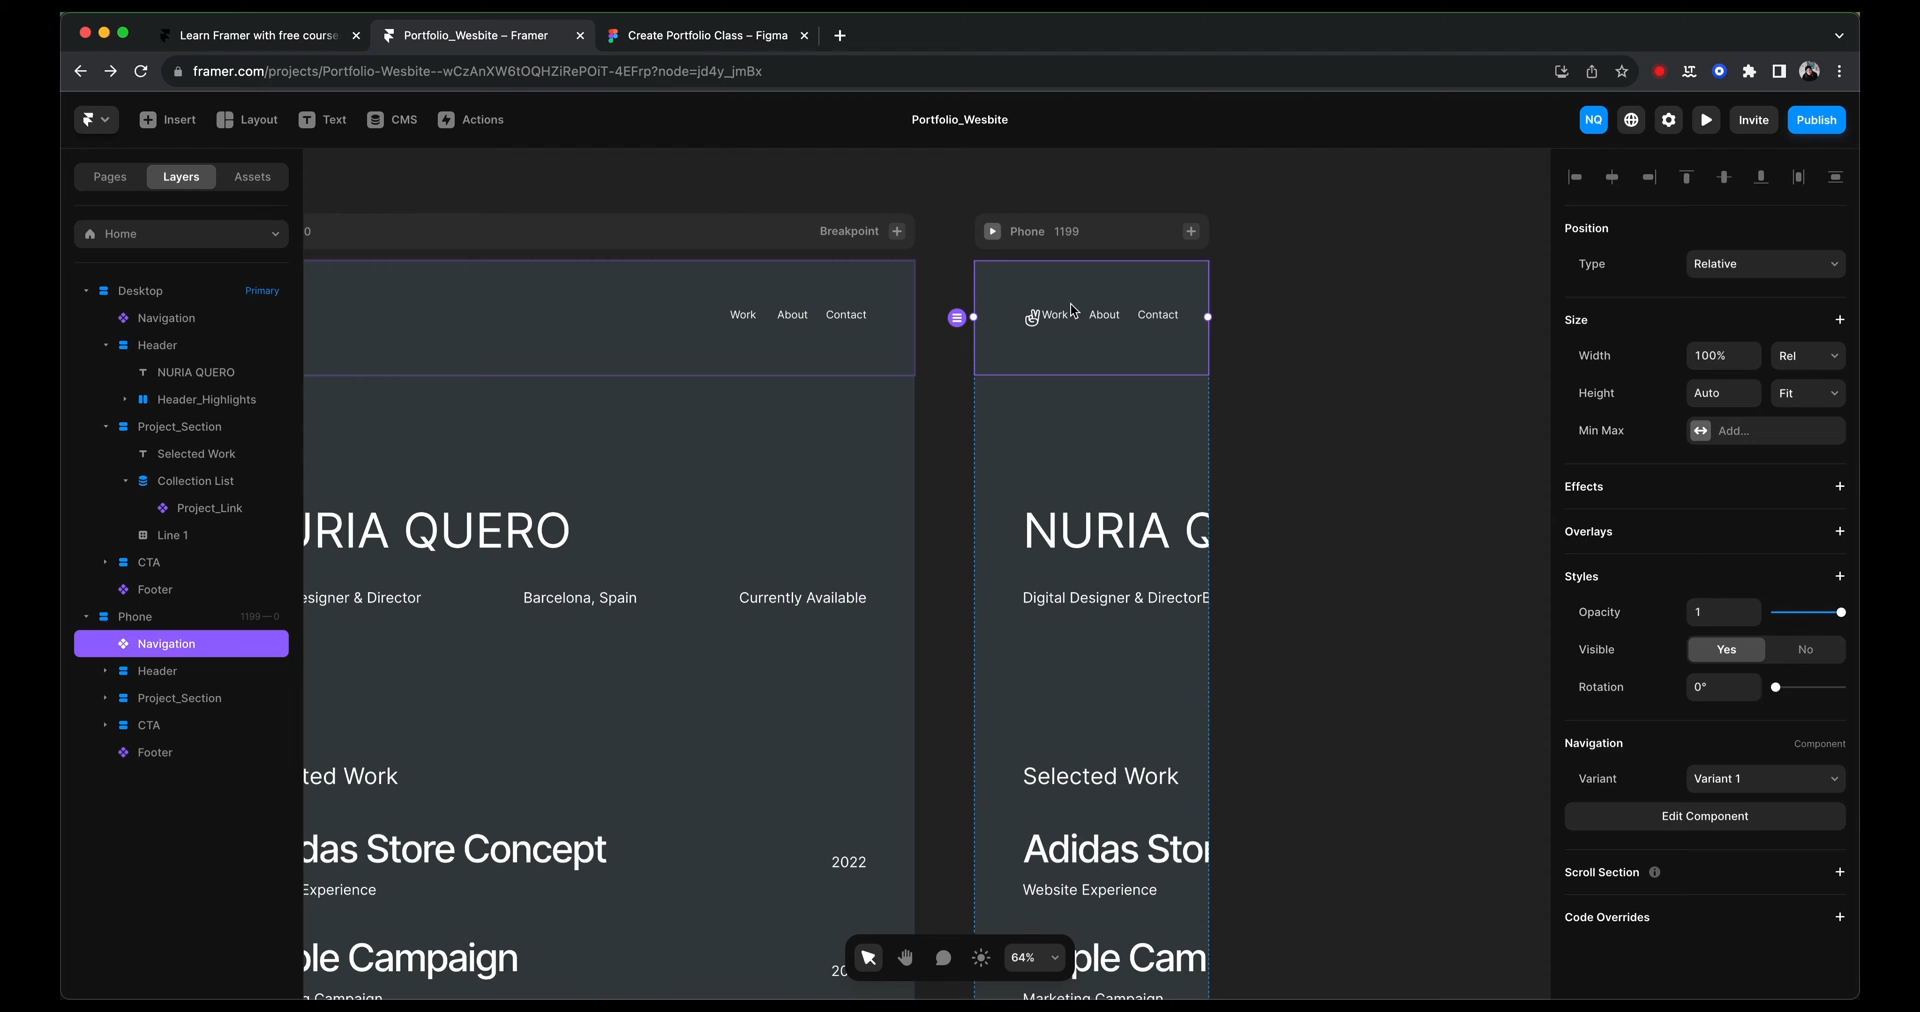 Learn Framer with free course
Portfolio_Wesbite – Framer
Create Portfolio Class – Figma
framer.com/projects/Portfolio-Wesbite--wCzAnXW6tOQHZiRePOiT-4EFrp?node=jd4y_jmBx
Insert
Layout
Text
CMS
Actions
Portfolio_Wesbite
NQ
Invite
Publish
Pages
Layers
Assets
Home
Desktop
Primary
Navigation
Header
NURIA QUERO
Header_Highlights
Project_Section
Selected Work
Collection List
Project_Link
Line 1
CTA
Footer
Phone
1199—0
Navigation
Header
Project_Section
CTA
Footer
0
Breakpoint
Work
About
Contact
URIA QUERO
esigner & Director
Barcelona, Spain
Currently Available
ted Work
das Store Concept
2022
Experience
ple Campaign
20
g Campaign
Phone 1199
Work
About
Contact
NURIA Q
Digital Designer & DirectorB
Selected Work
Adidas Stor
Website Experience
ple Cam
Marketing Campaign
64%
Position
Type
Relative
Size
Width
100%
Rel
Height
Auto
Fit
Min Max
Add...
Effects
Overlays
Styles
Opacity
1
Visible
Yes
No
Rotation
0°
Navigation
Component
Variant
Variant 1
Edit Component
Scroll Section
Code Overrides